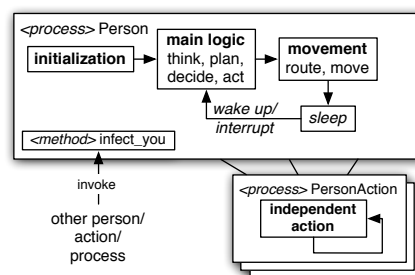 <process> Person
initialization
main logic
think, plan,
decide, act
movement
route, move
wake up/
interrupt
sleep
<method> infect_you
invoke
other person/
action/
process
<process> PersonAction
independent
action